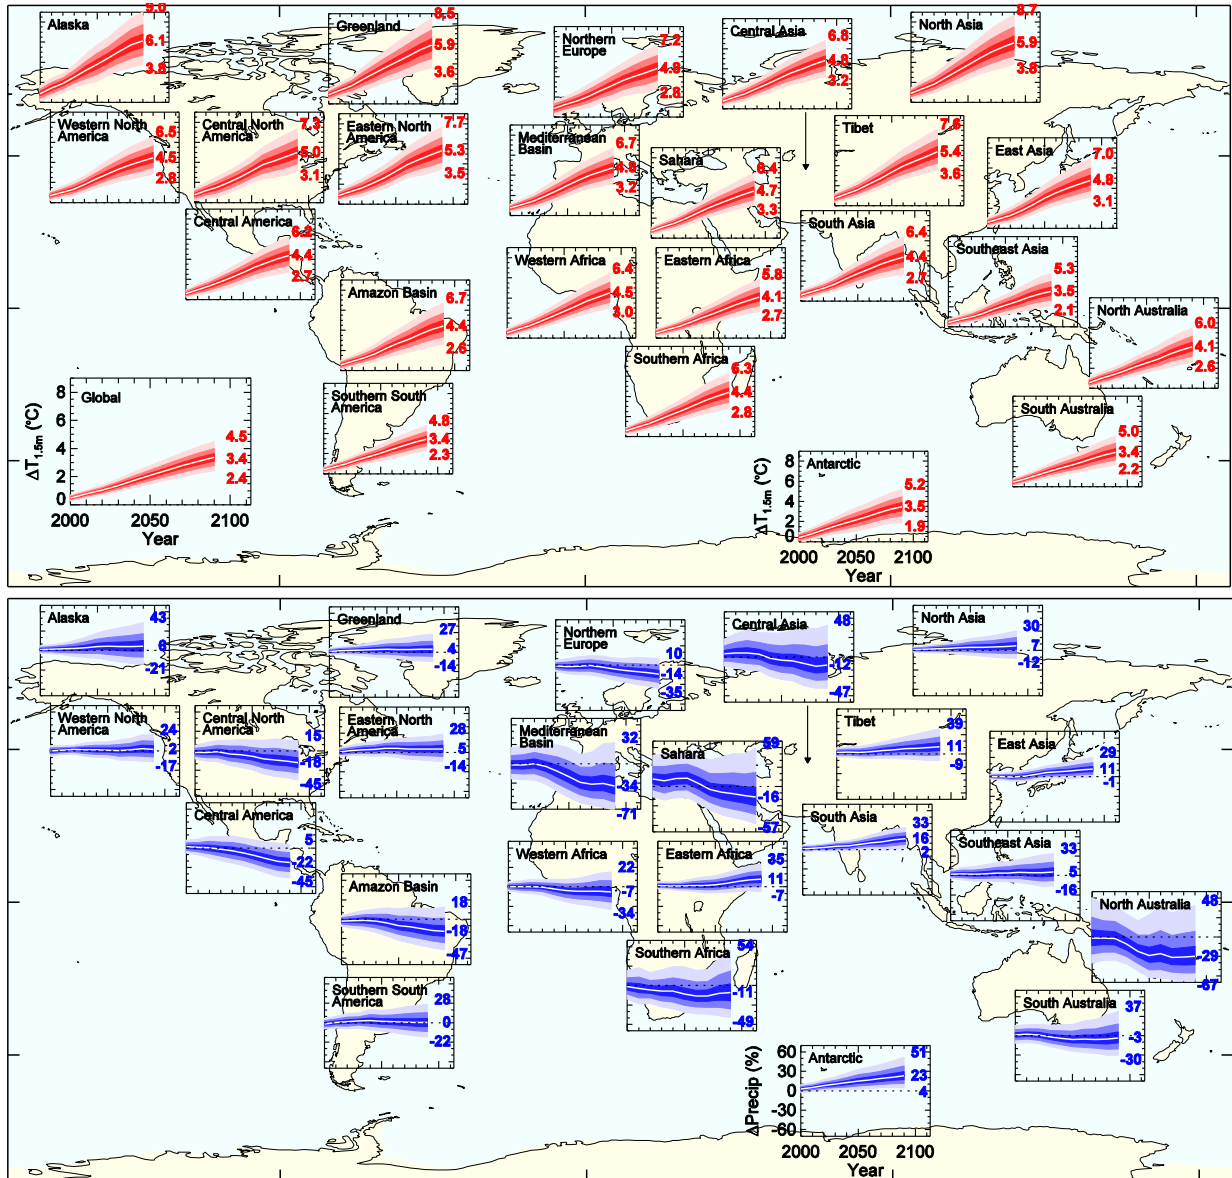 Alaska
9.0
6.1
3.8
Greenland
8.5
5.9
3.6
Northern
Europe
7.2
4.8
2.8
Central Asia
6.8
4.8
3.2
North Asia
8.7
5.9
3.8
Western North
America
6.5
4.5
2.8
Central North
America
7.3
5.0
3.1
Eastern North
America
7.7
5.3
3.5
Mediterranean
Basin
6.7
4.8
3.2
Sahara
6.4
4.7
3.3
Tibet
7.8
5.4
3.6
East Asia
7.0
4.8
3.1
Central America
6.2
4.4
2.7
Western Africa
6.4
4.5
3.0
Eastern Africa
5.8
4.1
2.7
South Asia
6.4
4.4
2.7
Southeast Asia
5.3
3.5
2.1
Amazon Basin
6.7
4.4
2.6
North Australia
6.0
4.1
2.6
Southern Africa
6.3
4.4
2.8
Southern South
America
4.8
3.4
2.3
South Australia
5.0
3.4
2.2
Global
4.5
3.4
2.4
ΔT1.5m (°C)
8
6
4
2
0
2000 2050 2100
Year
Antarctic
5.2
3.5
1.9
ΔT1.5m (°C)
8
6
4
2
0
2000 2050 2100
Year
Alaska
43
6
-21
Greenland
27
4
-14
Northern
Europe
10
-14
-35
Central Asia
48
-12
-47
North Asia
30
7
-12
Western North
America
24
2
-17
Central North
America
15
-18
-45
Eastern North
America
28
5
-14
Mediterranean
Basin
32
-34
-71
Sahara
59
-16
-57
Tibet
39
11
-9
East Asia
29
11
-1
Central America
5
-22
-45
South Asia
33
16
2
Western Africa
22
-7
-34
Eastern Africa
35
11
-7
Southeast Asia
33
5
-16
Amazon Basin
18
-18
-47
North Australia
48
-29
-67
Southern Africa
54
-11
-49
Southern South
America
28
0
-22
South Australia
37
-3
-30
Antarctic
51
23
4
ΔPrecip (%)
60
30
0
-30
-60
2000 2050 2100
Year